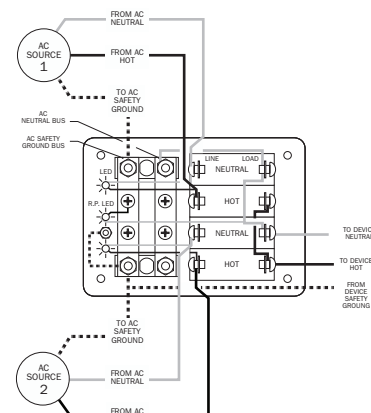 FROM AC
NEUTRAL
AC
SOURCE
1
FROM AC
HOT
TO AC
SAFETY
GROUND
AC
NEUTRAL BUS
AC SAFETY
GROUND BUS
LINE
LOAD
LED
NEUTRAL
HOT
R.P. LED
NEUTRAL
TO DEVICE
NEUTRAL
HOT
TO DEVICE
HOT
FROM
DEVICE
SAFETY
GROUNG
TO AC
SAFETY
GROUND
AC
SOURCE
2
FROM AC
NEUTRAL
FROM AC